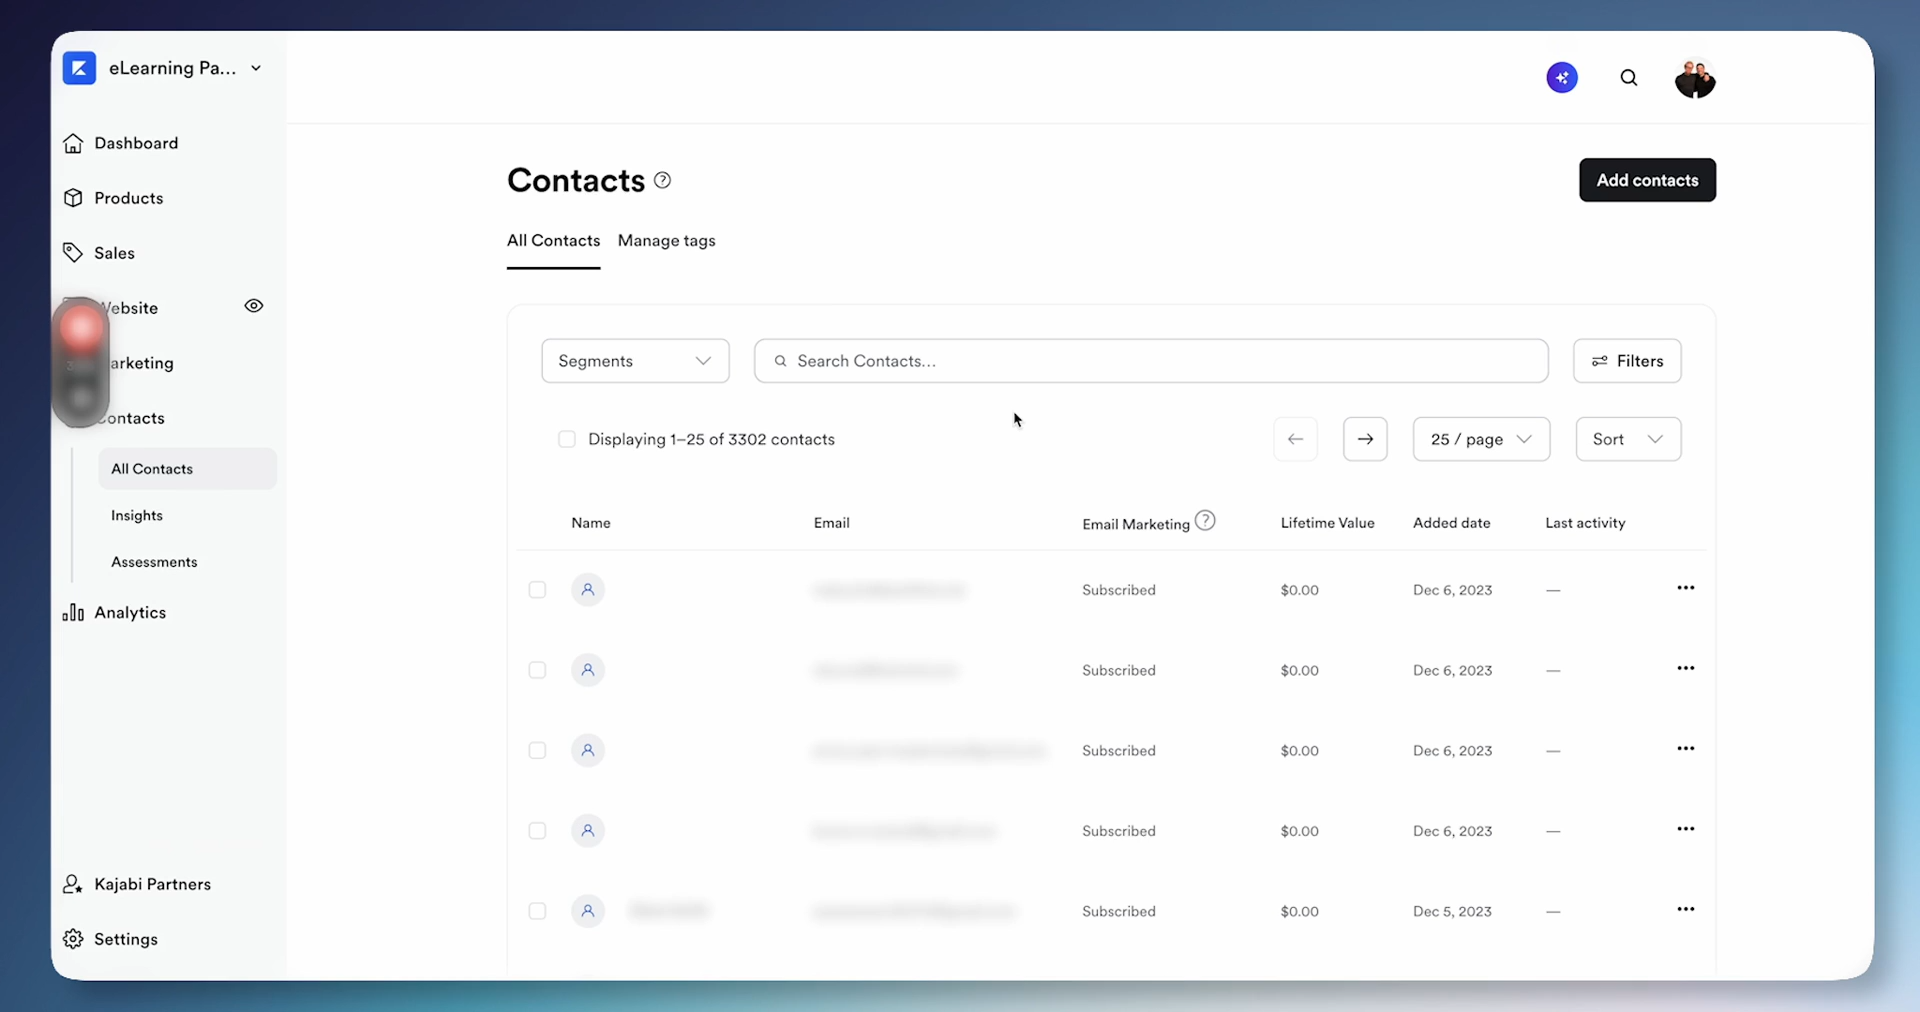 eLearning Pa...
Dashboard
Products
Sales
ebsite
arketing
ontacts
All Contacts
Insights
Assessments
Analytics
Kajabi Partners
Settings
Contacts
Add contacts
All Contacts Manage tags
Segments Search Contacts... Filters
Displaying 1–25 of 3302 contacts 25 / page Sort
Name Email Email Marketing Lifetime Value Added date Last activity
Subscribed $0.00 Dec 6, 2023 —
Subscribed $0.00 Dec 6, 2023 —
Subscribed $0.00 Dec 6, 2023 —
Subscribed $0.00 Dec 6, 2023 —
Subscribed $0.00 Dec 5, 2023 —